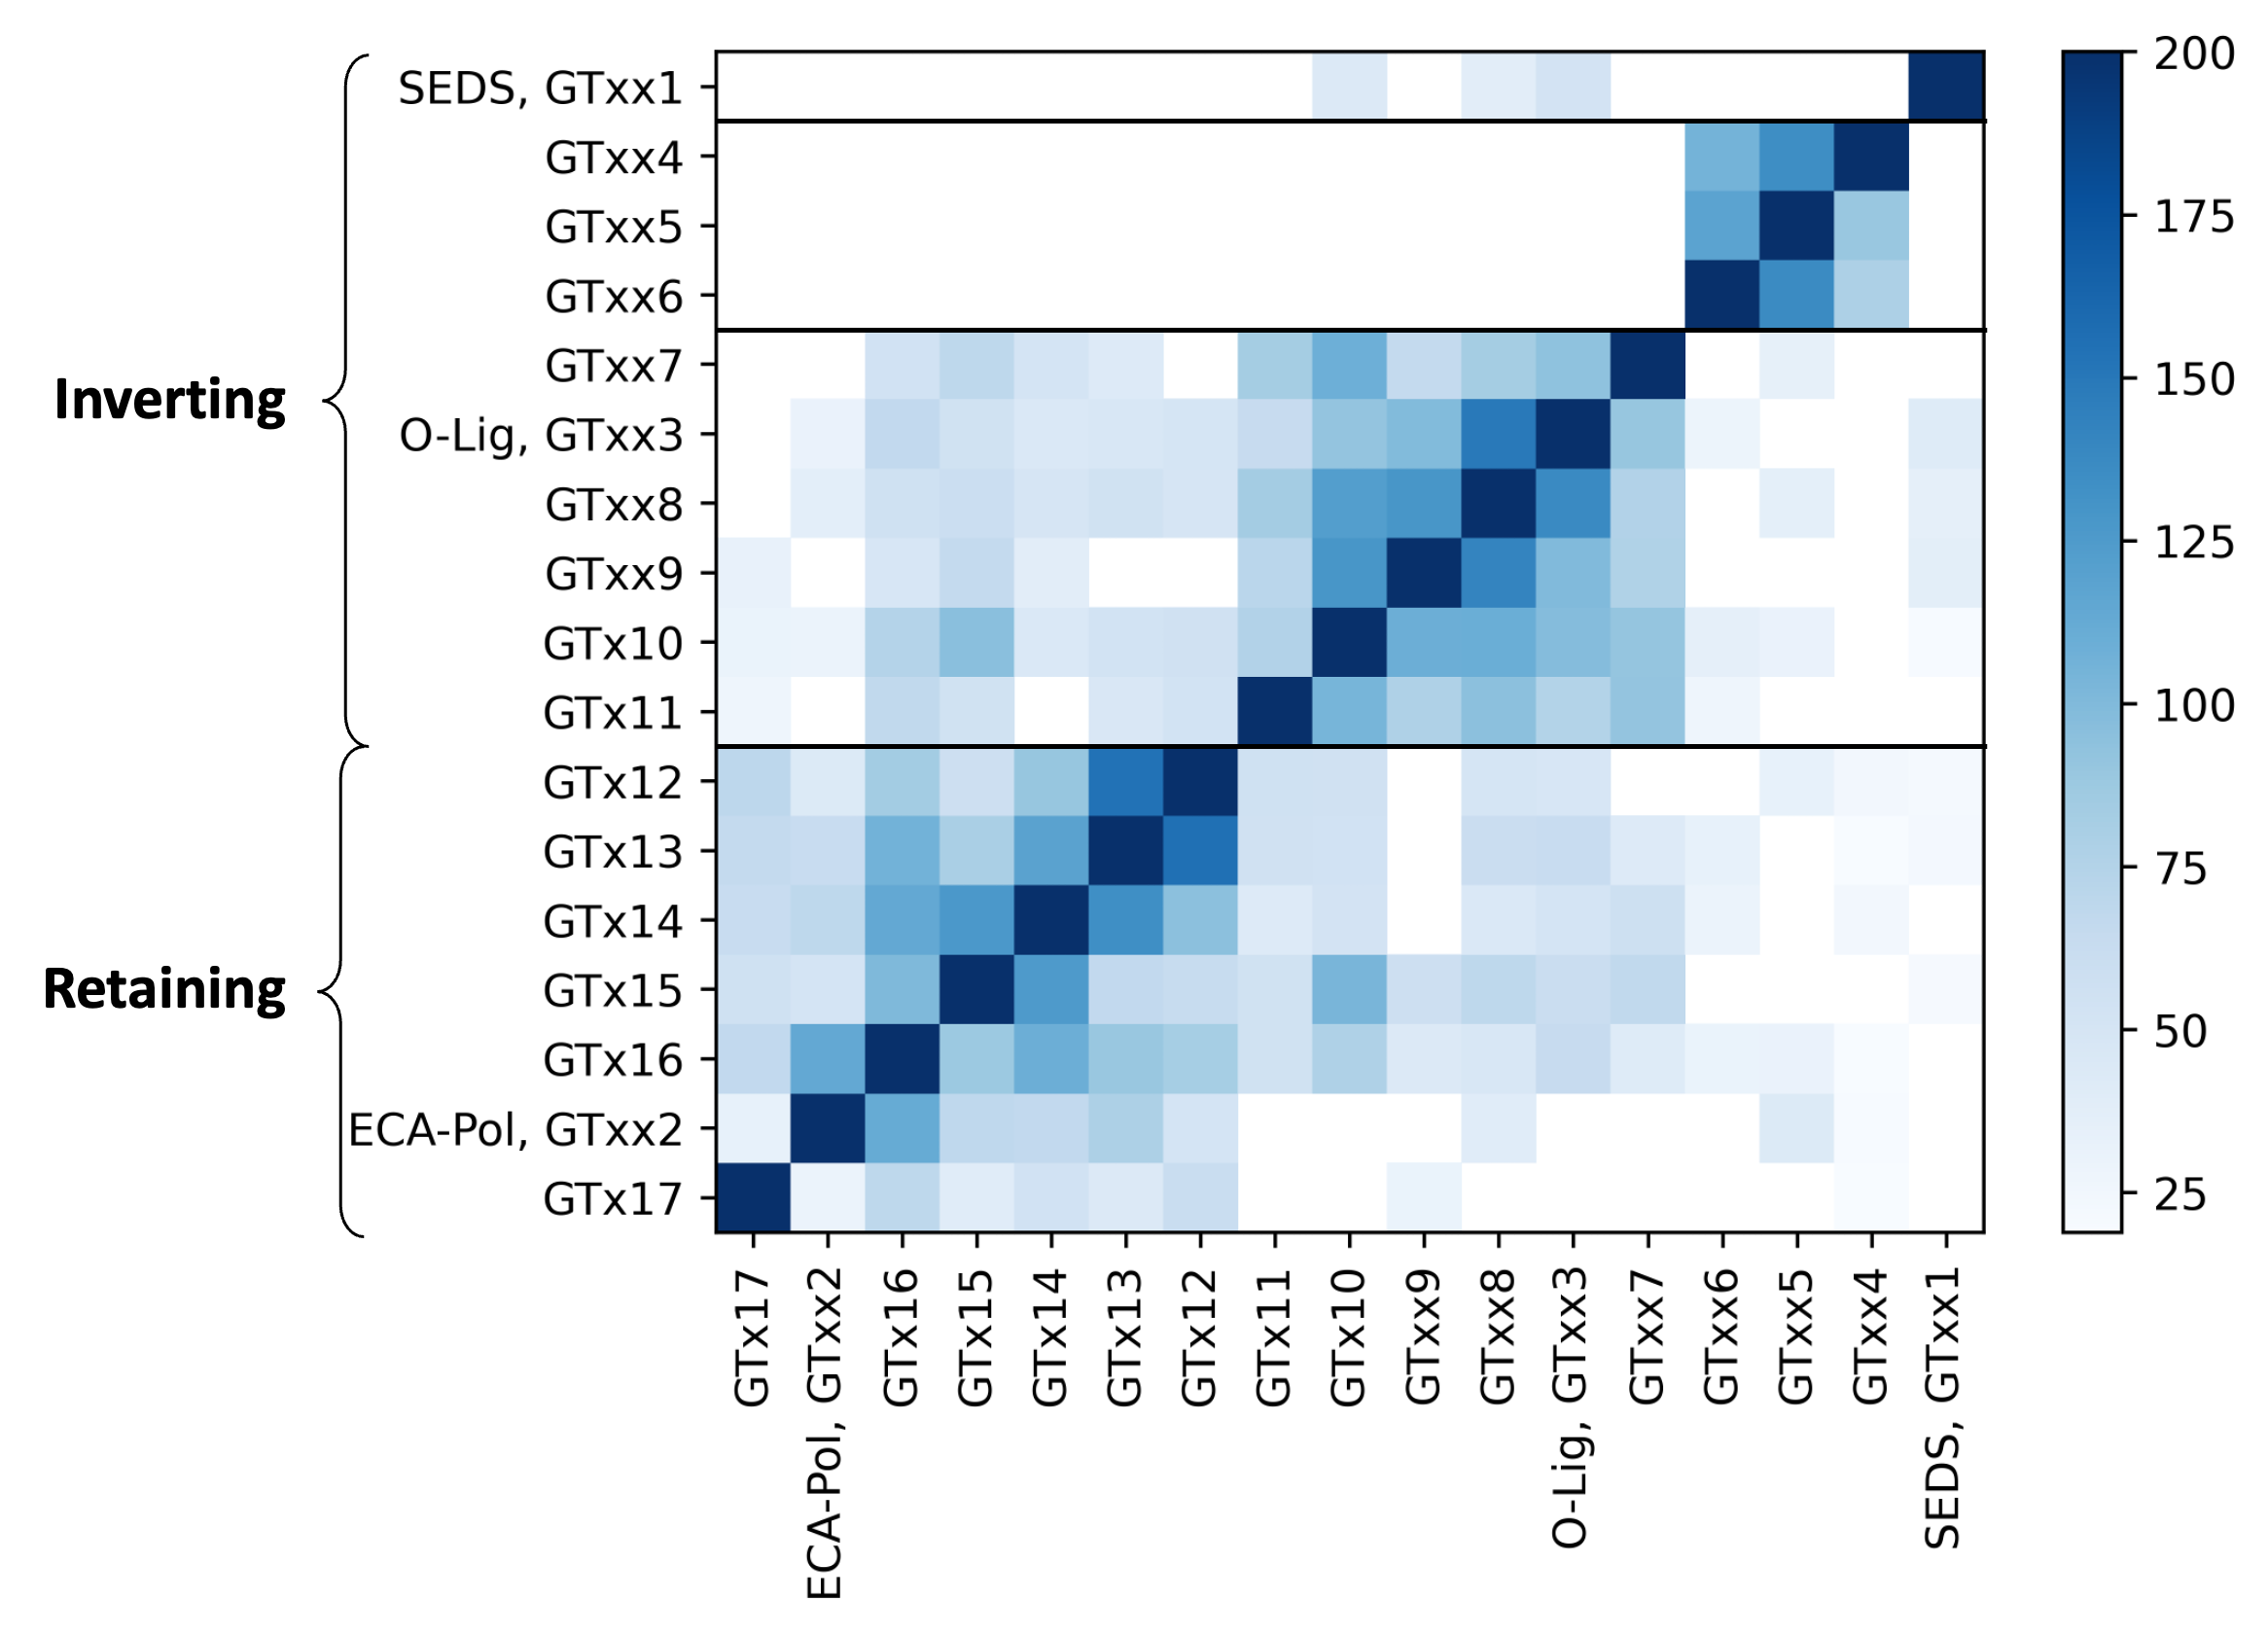 SEDS, GTxx1
GTxx4
GTxx5
GTxx6
GTxx7
O-Lig, GTxx3
GTxx8
GTxx9
GTx10
GTx11
GTx12
GTx13
GTx14
GTx15
GTx16
ECA-Pol, GTxx2
GTx17
Inverting
Retaining
GTx17
ECA-Pol, GTxx2
GTx16
GTx15
GTx14
GTx13
GTx12
GTx11
GTx10
GTxx9
GTxx8
O-Lig, GTxx3
GTxx7
GTxx6
GTxx5
GTxx4
SEDS, GTxx1
200
175
150
125
100
75
50
25